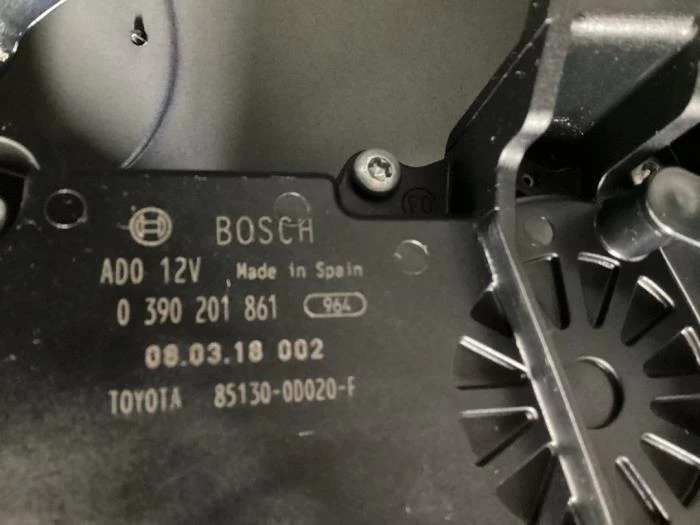 BOSCH
ADO 12V Made in Spain
0 390 201 861 964
08.03.18 002
TOYOTA 85130-0D020-F